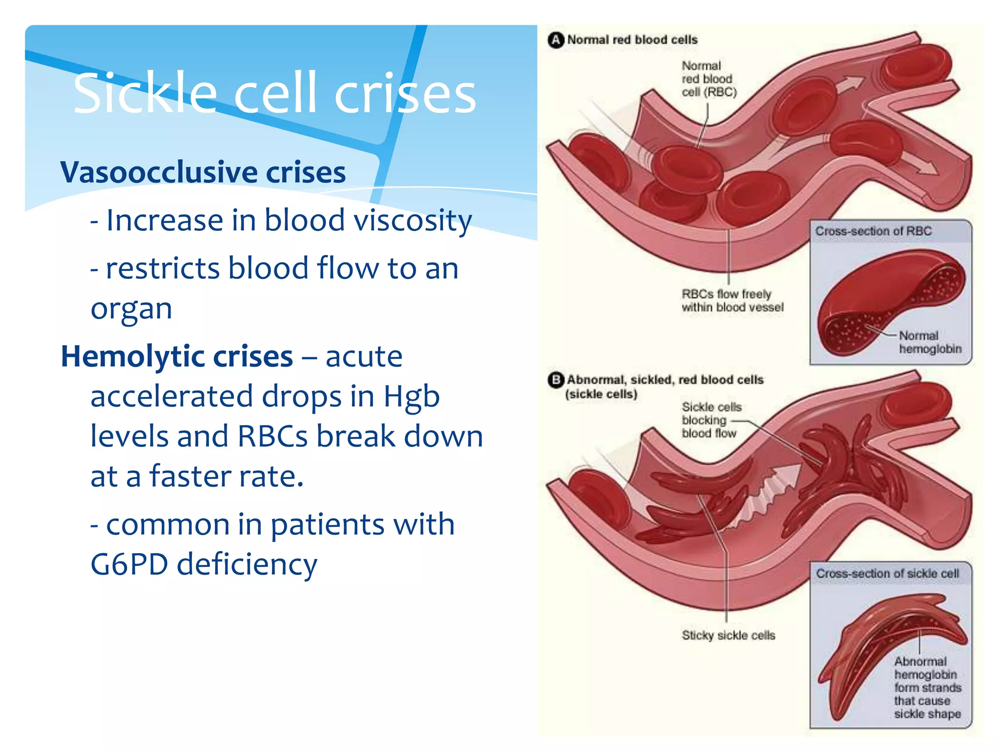 Sickle cell crises
Vasoocclusive crises
- Increase in blood viscosity
- restricts blood flow to an
organ
Hemolytic crises – acute
accelerated drops in Hgb
levels and RBCs break down
at a faster rate.
- common in patients with
G6PD deficiency
A Normal red blood cells
Normal
red blood
cell (RBC)
RBCs flow freely
within blood vessel
Cross-section of RBC
Normal
hemoglobin
B Abnormal, sickled, red blood cells
(sickle cells)
Sickle cells
blocking
blood flow
Sticky sickle cells
Cross-section of sickle cell
Abnormal
hemoglobin
form strands
that cause
sickle shape